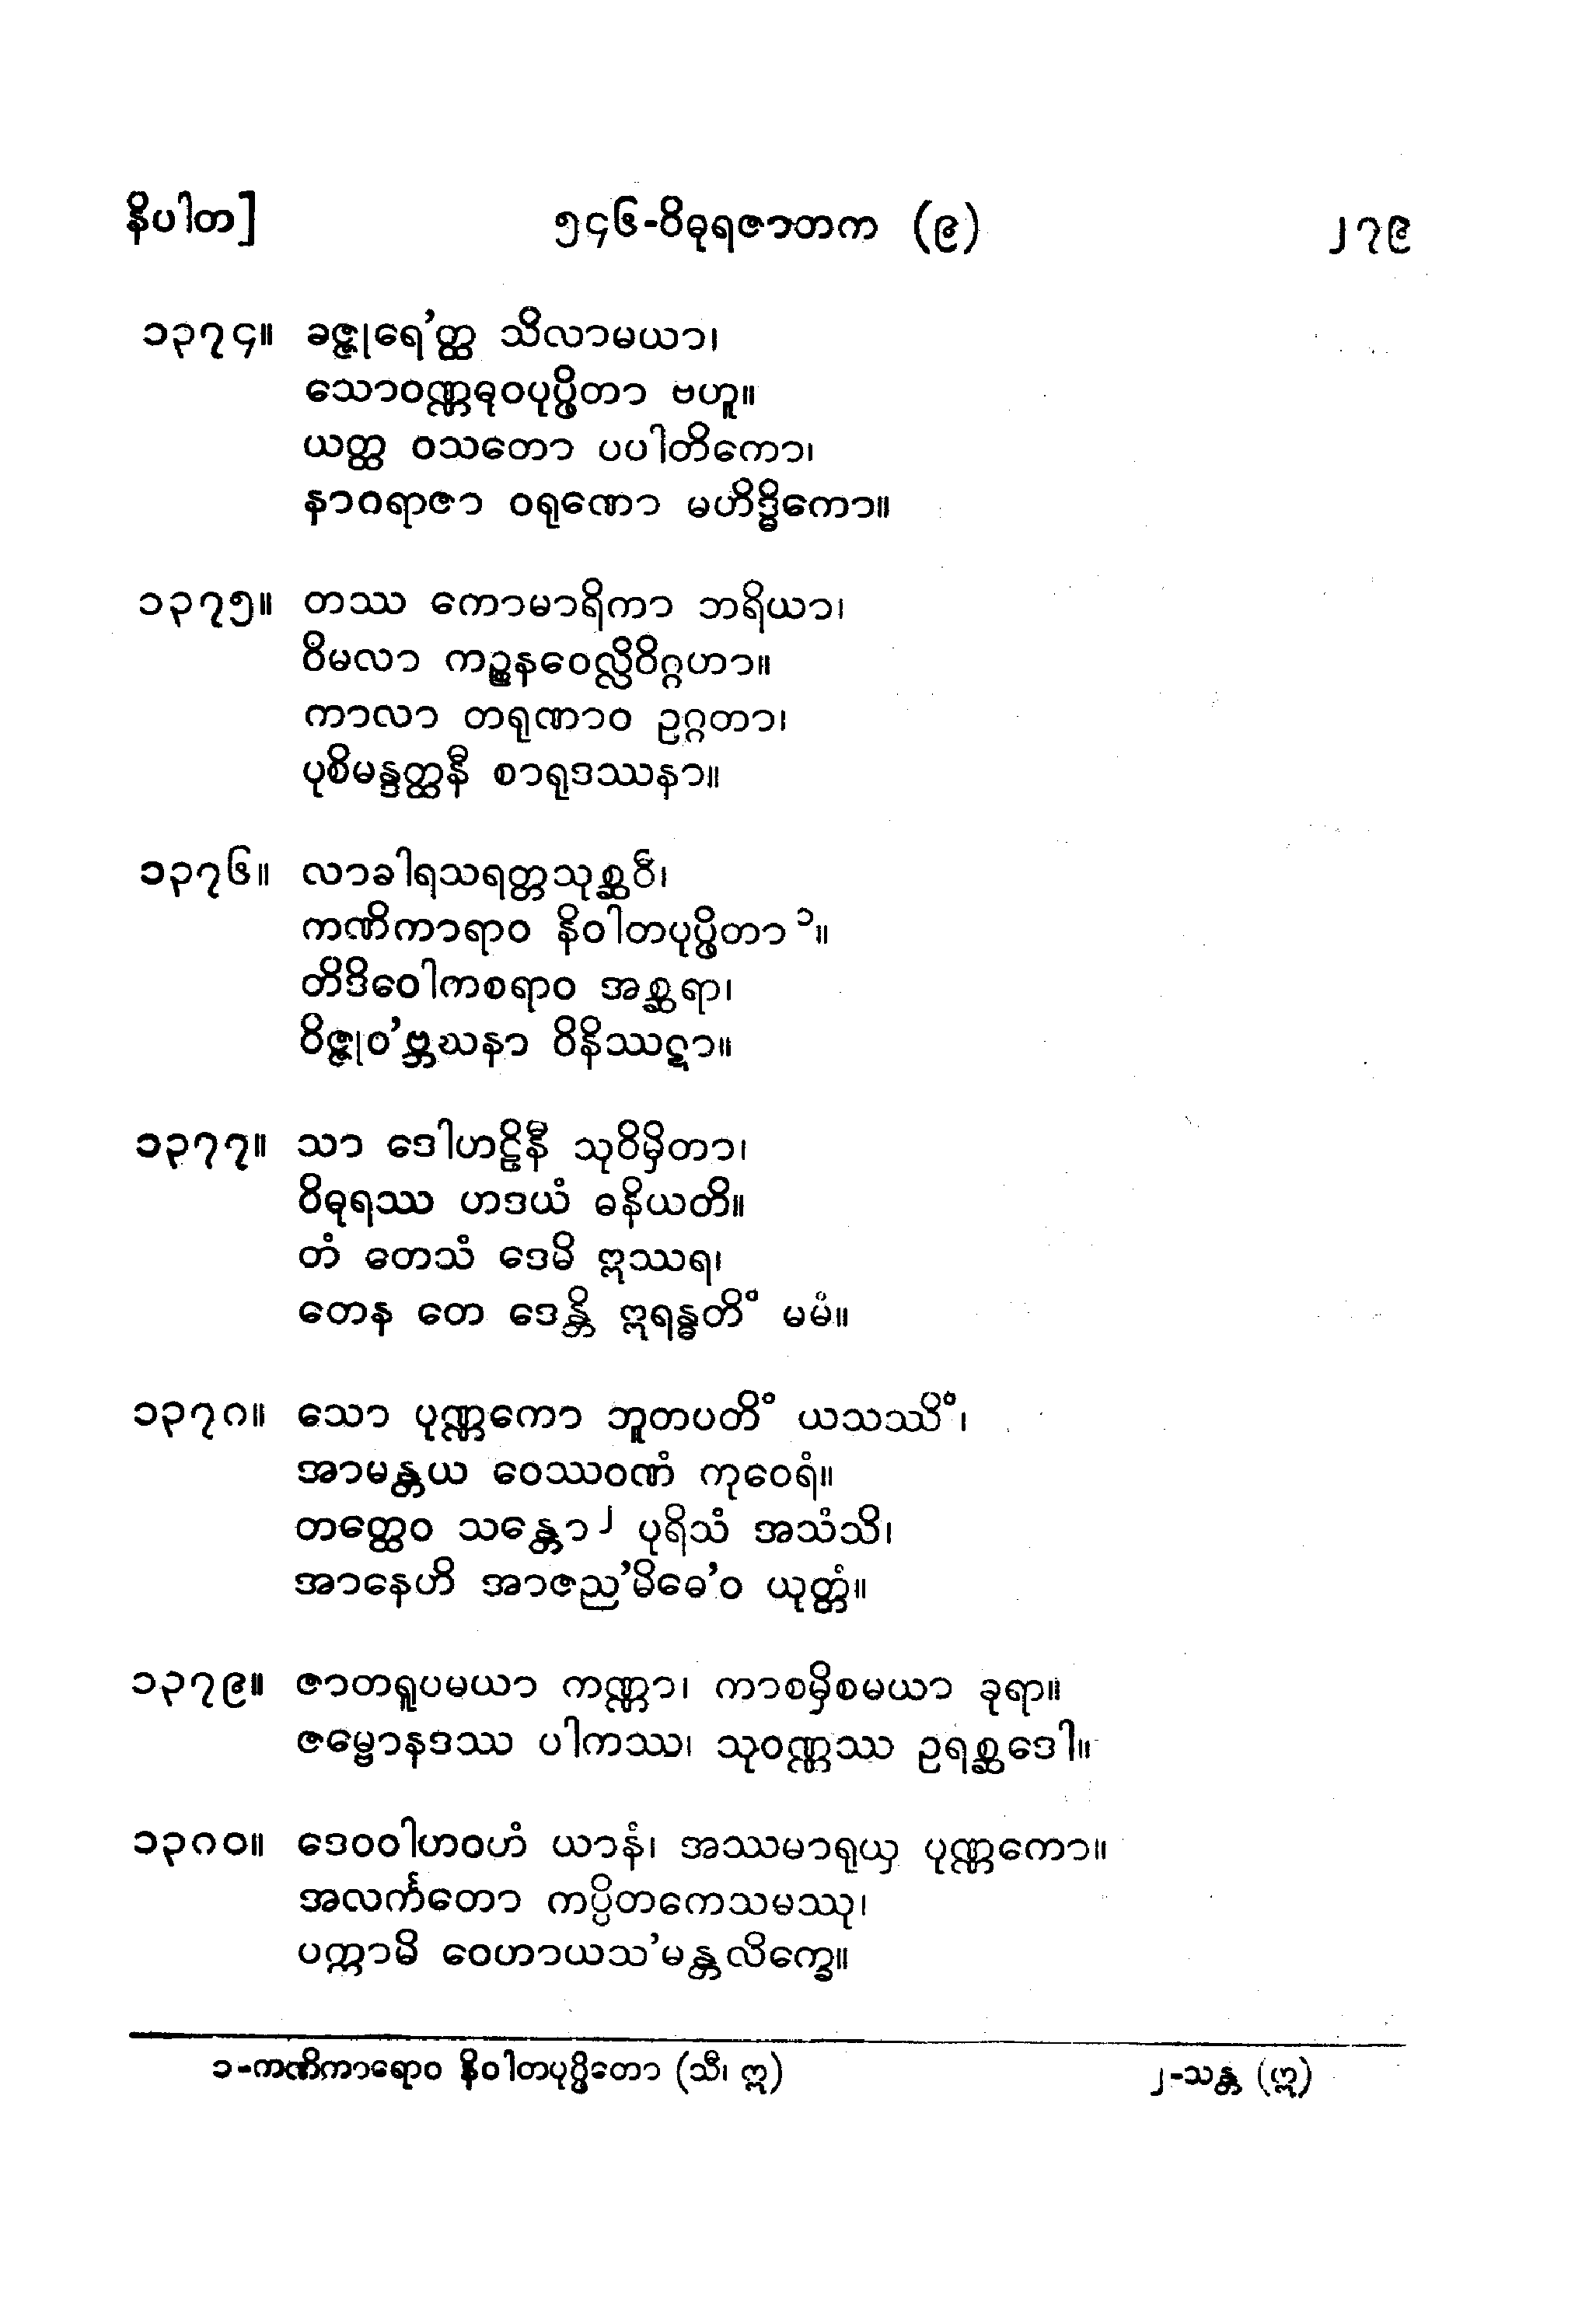 နိပါတ]
၅၄၆-ဝိဓုရဇာတက (၉)
၂၇၉
၁၃၇၄။ ခဇ္ဇုရေ’တ္ထ သိလာမယာ၊
သောဝဏ္ဏဓုဝပုပ္ဖိတာ ဗဟူ။
ယတ္ထ ဝသတော ပပါတိကော၊
နာဂရာဇာ ဝရုဏော မဟိဒ္ဓိကော။
၁၃၇၅။ တဿ ကောမာရိကာ ဘရိယာ၊
ဝိမလာ ကဉ္စနဝေလ္လိဝိဂ္ဂဟာ။
ကာလာ တရုဏာဝ ဥဂ္ဂတာ၊
ပုစိမန္ဒတ္ထနီ စာရုဒဿနာ။
၁၃၇၆။ လာခါရသရတ္တသုစ္ဆဝီ၊
ကဏိကာရာဝ နိဝါတပုပ္ဖိတာ ၁။
တိဒိဝေါကစရာဝ အစ္ဆရာ၊
ဝိဇ္ဇုဝ’ဗ္ဘဃနာ ဝိနိဿဋာ။
၁၃၇၇။ သာ ဒေါဟဠိနီ သုဝိမှိတာ၊
ဝိဓုရဿ ဟဒယံ ဓနိယတိ။
တံ တေသံ ဒေမိ ဣဿရ၊
တေန တေ ဒေန္တိ ဣရန္ဓတိံ မမံ။
၁၃၇၈။ သော ပုဏ္ဏကော ဘူတပတိံ ယသဿိံ၊
အာမန္တယ ဝေဿဝဏံ ကုဝေရံ။
တတ္ထေဝ သန္တော ၂ ပုရိသံ အသံသိ၊
အာနေဟိ အာဇည’မိဓေ’ဝ ယုတ္တံ။
၁၃၇၉။ ဇာတရူပမယာ ကဏ္ဏာ၊ ကာစမှိစမယာ ခုရာ။
ဇမ္ဗောနဒဿ ပါကဿ၊ သုဝဏ္ဏဿ ဥရစ္ဆဒေါ။
၁၃၈၀။ ဒေဝဝါဟဝဟံ ယာနံ၊ အဿမာရုယှ ပုဏ္ဏကော။
အလင်္ကတော ကပ္ပိတကေသမဿု၊
ပက္ကာမိ ဝေဟာယသ’မန္တလိက္ခေ။
၁-ကဏိကာရောဝ နိဝါတပုပ္ဖိတော (သီ၊ ဣ)
၂-သန္တ (ဣ)